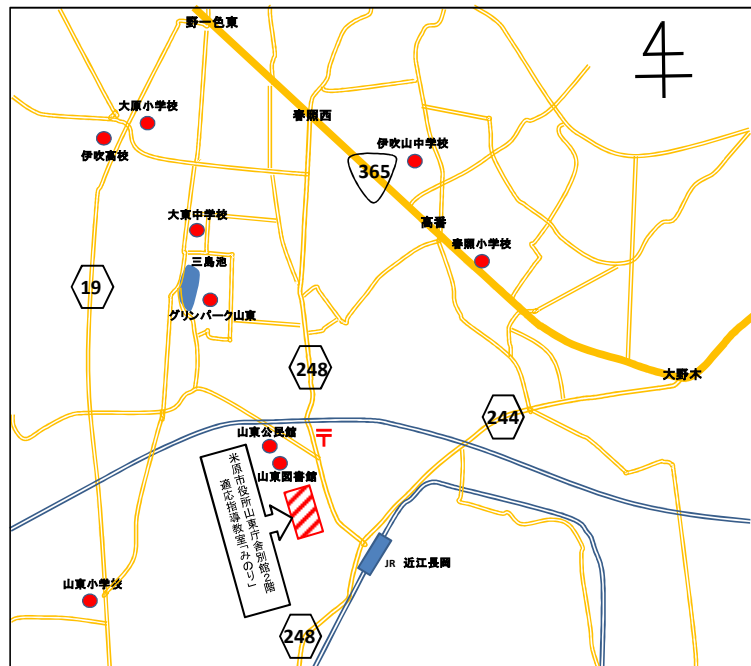 野一色東
大原小学校
春照西
伊吹高校
伊吹山中学校
365
大東中学校
高番
春照小学校
三島池
19
グリンパーク山東
248
大野木
244
山東公民館
〒
山東図書館
米原市役所山東庁舎別館2階
適応指導教室「みのり」
JR 近江長岡
山東小学校
248